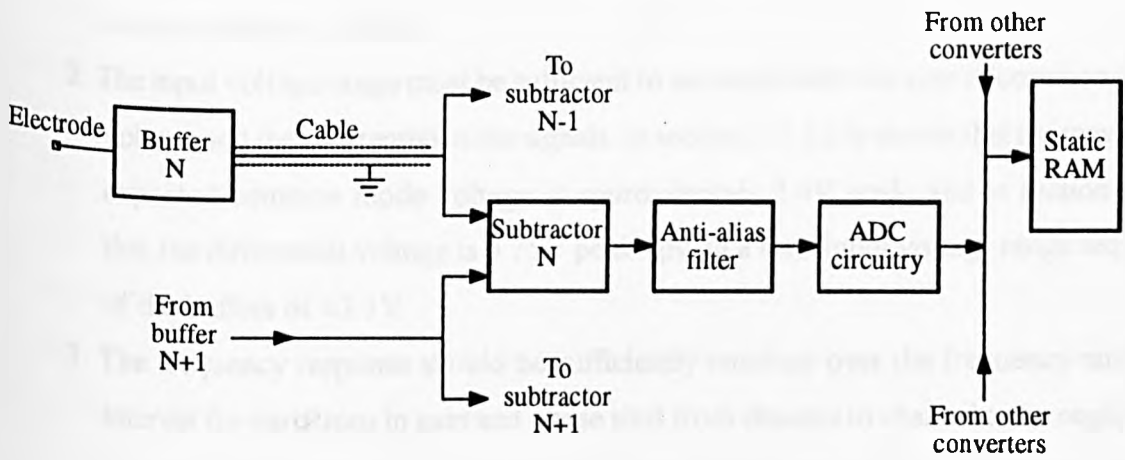 From other
converters
To
subtractor
N-1
Electrode
Buffer
N
Cable
Static
RAM
Subtractor
N
Anti-alias
filter
ADC
circuitry
From
buffer
N+1
To
subtractor
N+1
From other
converters